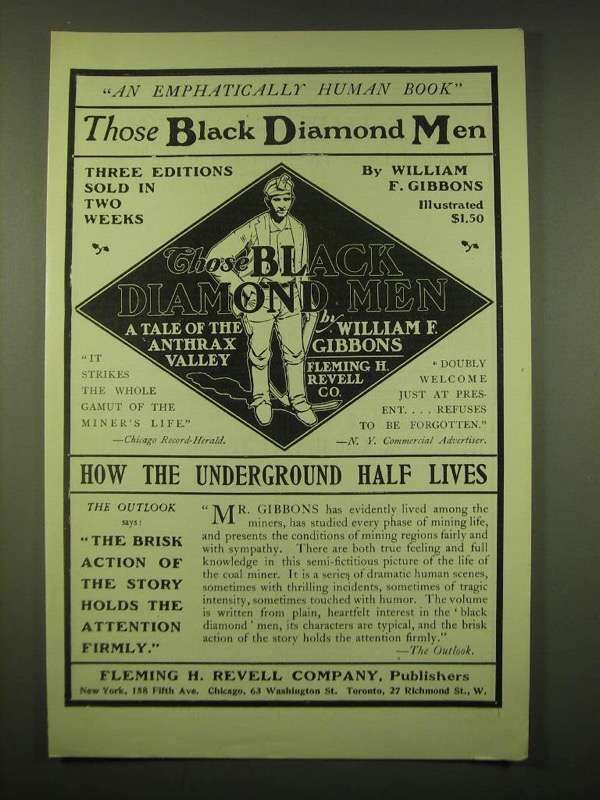 "AN EMPHATICALLY HUMAN BOOK"
Those Black Diamond Men
THREE EDITIONS
SOLD IN
TWO
WEEKS
By WILLIAM
F. GIBBONS
Illustrated
$1.50
Those BLACK
DIAMOND MEN
A TALE OF THE
ANTHRAX
VALLEY
by WILLIAM F.
GIBBONS
FLEMING H.
REVELL
CO.
"IT
STRIKES
THE WHOLE
GAMUT OF THE
MINER'S LIFE."
—Chicago Record-Herald.
"DOUBLY
WELCOME
JUST AT PRES-
ENT. . . . REFUSES
TO BE FORGOTTEN."
—N. Y. Commercial Advertiser.
HOW THE UNDERGROUND HALF LIVES
THE OUTLOOK
says:
"THE BRISK
ACTION OF
THE STORY
HOLDS THE
ATTENTION
FIRMLY."
"MR. GIBBONS has evidently lived among the
miners, has studied every phase of mining life,
and presents the conditions of mining regions fairly and
with sympathy. There are both true feeling and full
knowledge in this semi-fictitious picture of the life of
the coal miner. It is a series of dramatic human scenes,
sometimes with thrilling incidents, sometimes of tragic
intensity, sometimes touched with humor. The volume
is written from plain, heartfelt interest in the 'black
diamond' men, its characters are typical, and the brisk
action of the story holds the attention firmly."
—The Outlook.
FLEMING H. REVELL COMPANY, Publishers
New York, 158 Fifth Ave. Chicago, 63 Washington St. Toronto, 27 Richmond St., W.